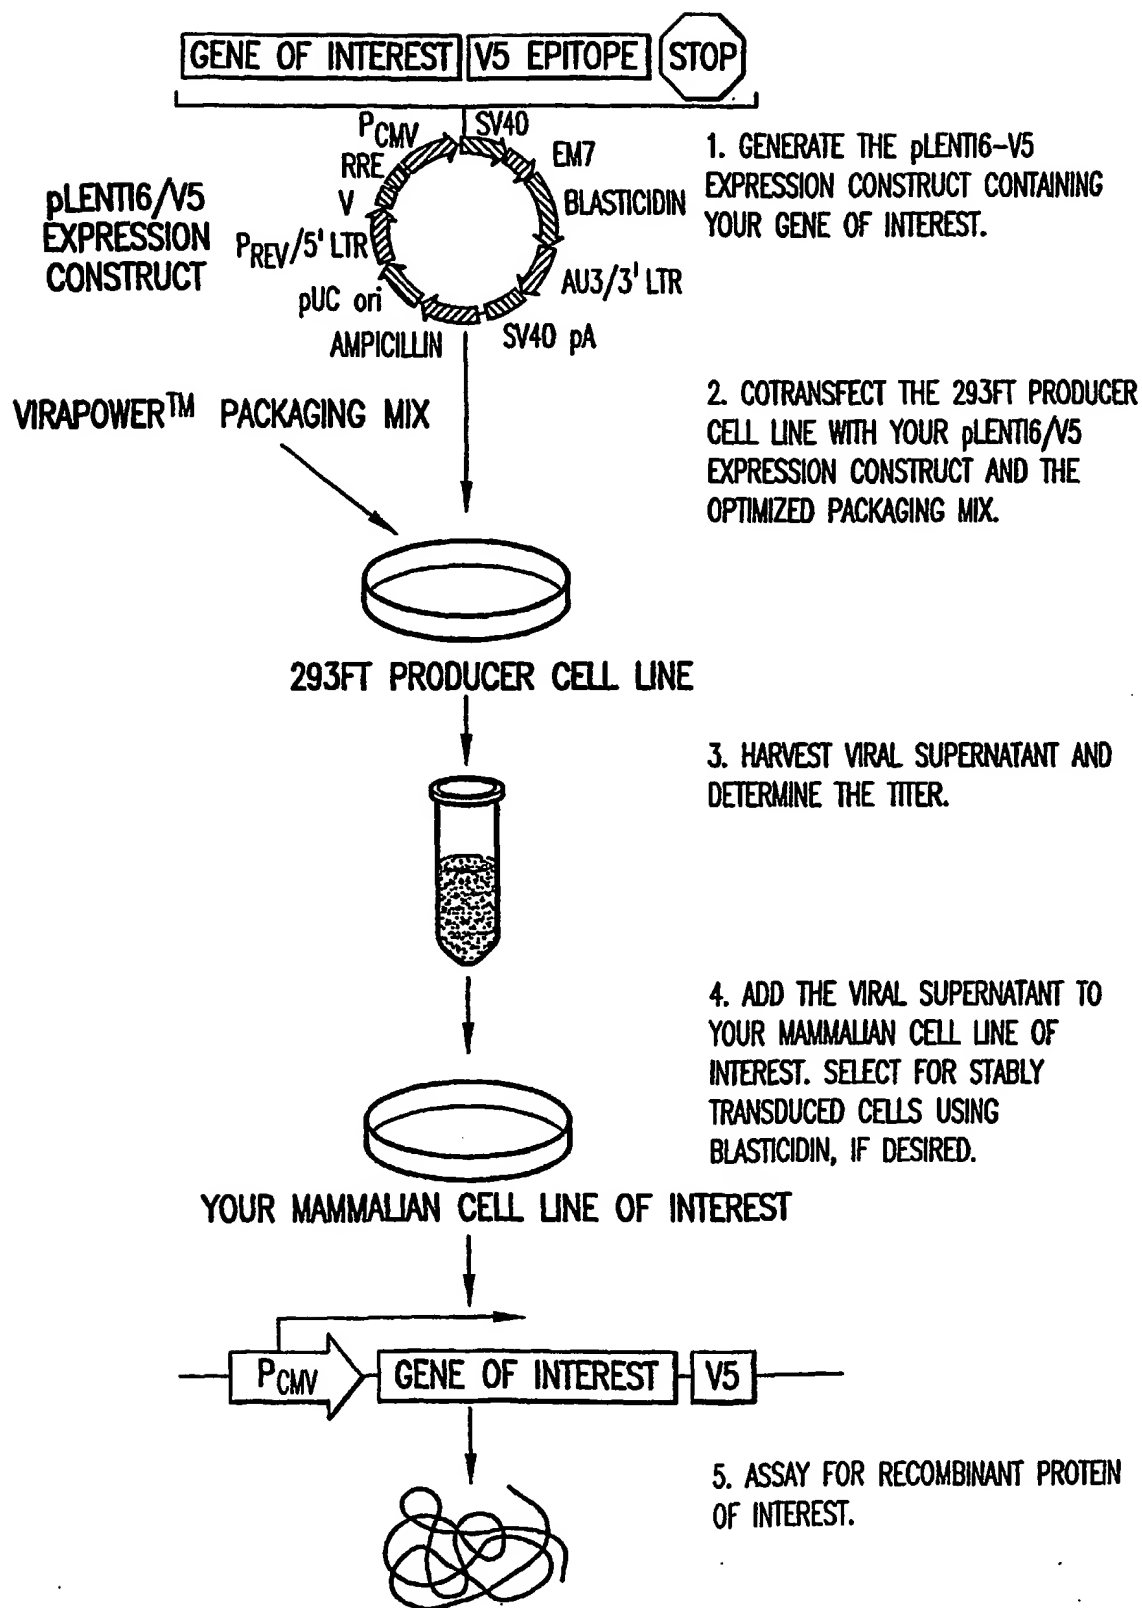 GENE OF INTEREST V5 EPITOPE STOP
PCMV
SV40
RRE
EM7
V
BLASTICIDIN
PREV/5' LTR
AU3/3' LTR
pUC ori
SV40 pA
AMPICILLIN
pLENTI6/V5
EXPRESSION
CONSTRUCT
1. GENERATE THE pLENTI6-V5
EXPRESSION CONSTRUCT CONTAINING
YOUR GENE OF INTEREST.
VIRAPOWER™ PACKAGING MIX
2. COTRANSFECT THE 293FT PRODUCER
CELL LINE WITH YOUR pLENTI6/V5
EXPRESSION CONSTRUCT AND THE
OPTIMIZED PACKAGING MIX.
293FT PRODUCER CELL LINE
3. HARVEST VIRAL SUPERNATANT AND
DETERMINE THE TITER.
4. ADD THE VIRAL SUPERNATANT TO
YOUR MAMMALIAN CELL LINE OF
INTEREST. SELECT FOR STABLY
TRANSDUCED CELLS USING
BLASTICIDIN, IF DESIRED.
YOUR MAMMALIAN CELL LINE OF INTEREST
PCMV GENE OF INTEREST V5
5. ASSAY FOR RECOMBINANT PROTEIN
OF INTEREST.